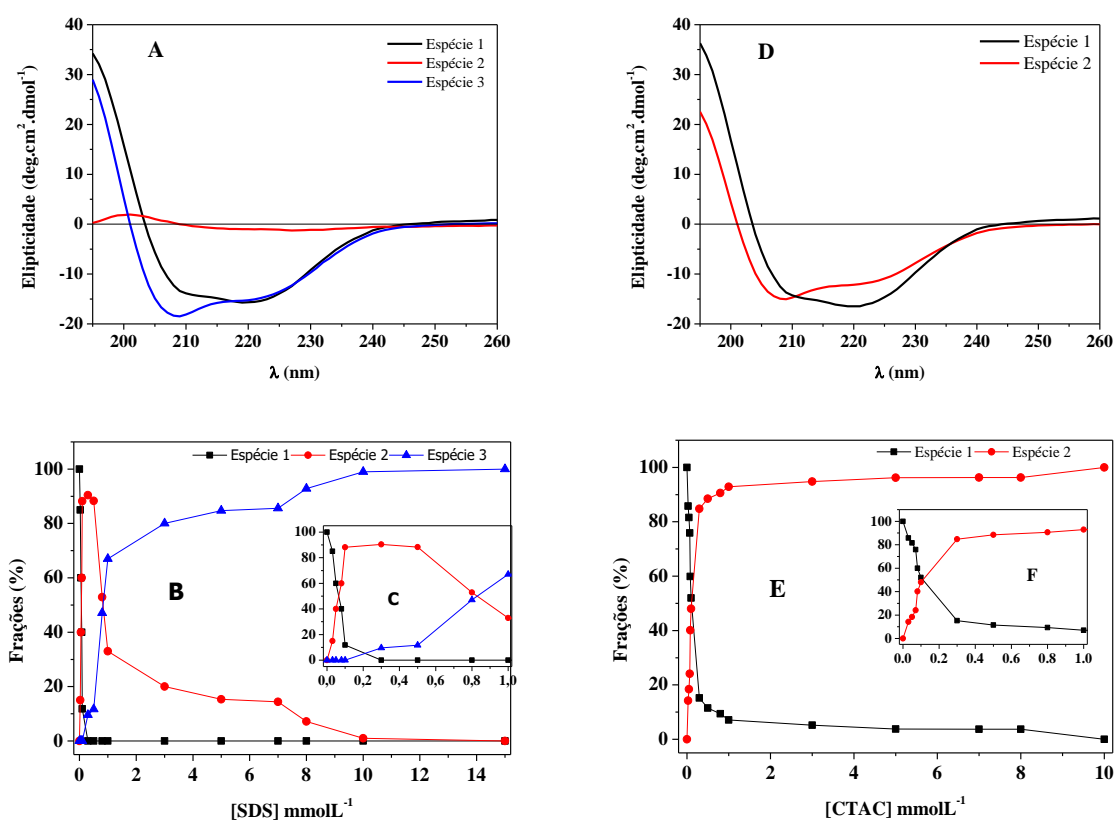 A
Espécie 1
Espécie 2
Espécie 3
Elipticidade (deg.cm².dmol⁻¹)
40
30
20
10
0
-10
-20
200 210 220 230 240 250 260
λ (nm)
D
Espécie 1
Espécie 2
Elipticidade (deg.cm².dmol⁻¹)
40
30
20
10
0
-10
-20
200 210 220 230 240 250 260
λ (nm)
Espécie 1 Espécie 2 Espécie 3
Frações (%)
100
80
60
40
20
0
B
100
80
60
40
20
0
C
0,0 0,2 0,4 0,6 0,8 1,0
0 2 4 6 8 10 12 14
[SDS] mmolL⁻¹
Espécie 1 Espécie 2
Frações (%)
100
80
60
40
20
0
E
100
80
60
40
20
0
F
0.0 0.2 0.4 0.6 0.8 1.0
0 2 4 6 8 10
[CTAC] mmolL⁻¹